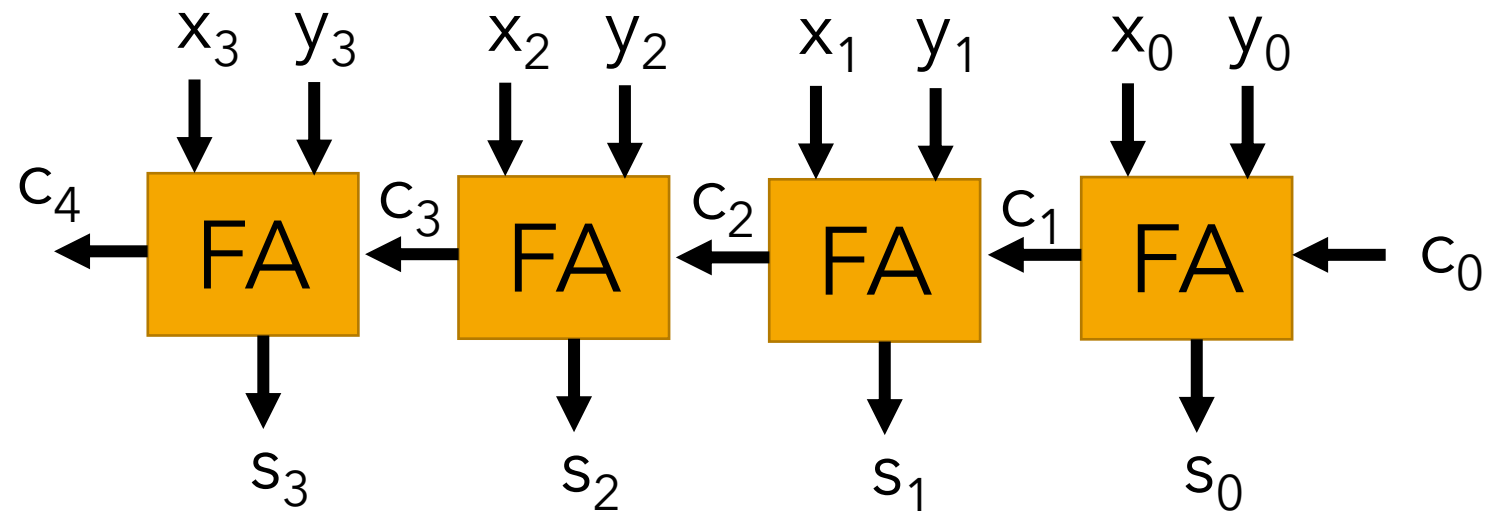 x₃ y₃ x₂ y₂ x₁ y₁ x₀ y₀
c₄ FA c₃ FA c₂ FA c₁ FA c₀
s₃ s₂ s₁ s₀